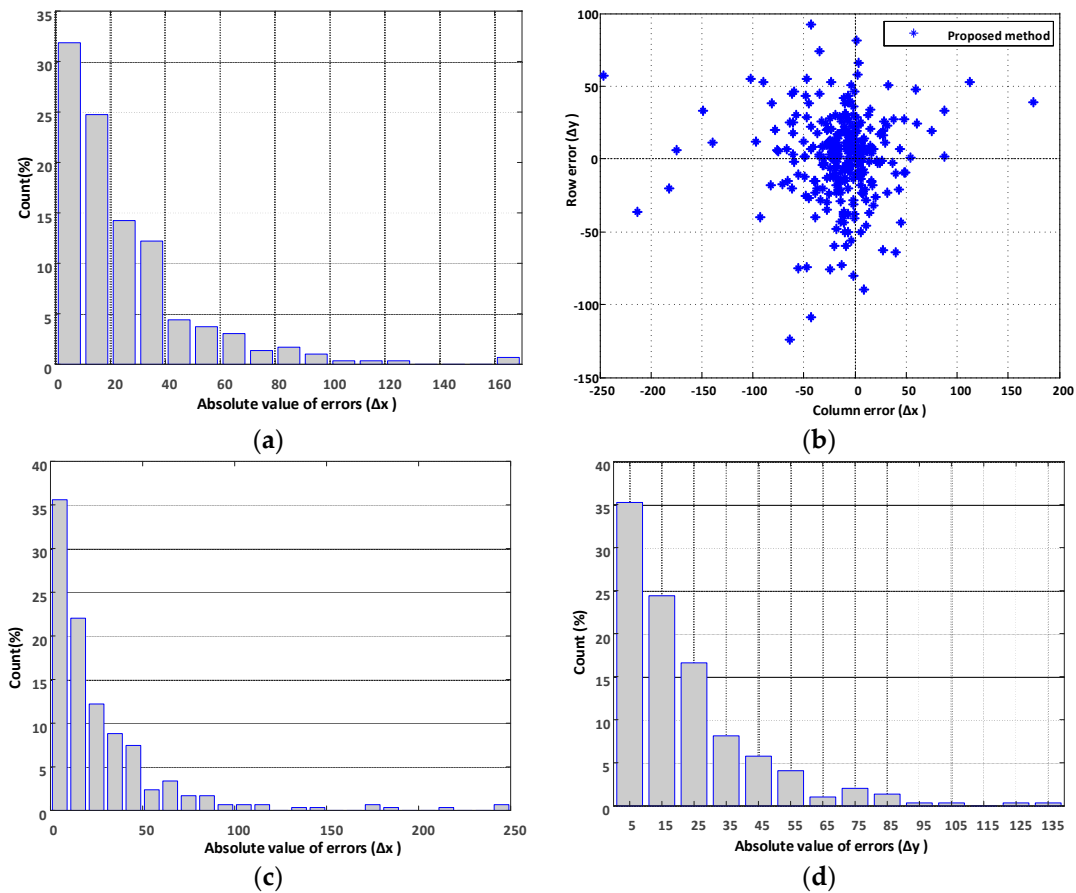 35
30
25
20
15
10
5
0
Count(%)
0 20 40 60 80 100 120 140 160
Absolute value of errors (Δx )
(a)
Proposed method
100
50
0
-50
-100
-150
Row error (Δy )
-250 -200 -150 -100 -50 0 50 100 150 200
Column error (Δx )
(b)
40
35
30
25
20
15
10
5
0
Count(%)
0 50 100 150 200 250
Absolute value of errors (Δx )
(c)
40
35
30
25
20
15
10
5
0
Count (%)
5 15 25 35 45 55 65 75 85 95 105 115 125 135
Absolute value of errors (Δy )
(d)